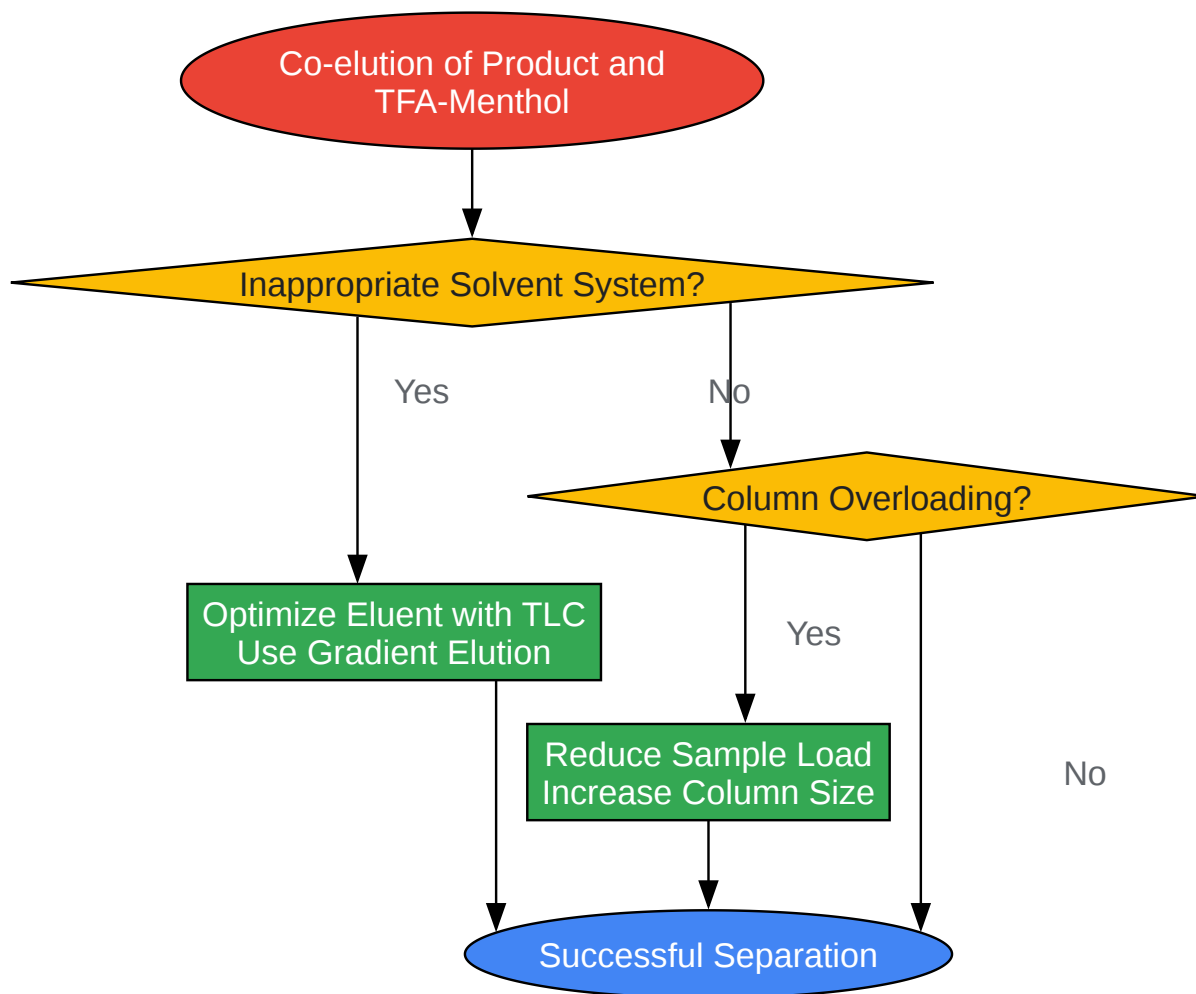 Co-elution of Product and
TFA-Menthol
Inappropriate Solvent System?
Yes
No
Column Overloading?
Optimize Eluent with TLC
Use Gradient Elution
Yes
Reduce Sample Load
Increase Column Size
No
Successful Separation